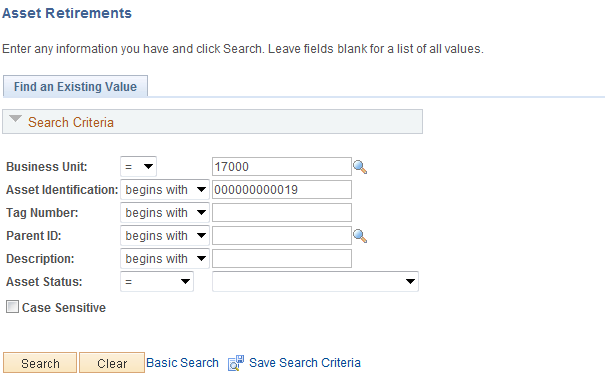 Asset Retirements
Enter any information you have and click Search. Leave fields blank for a list of all values.
Find an Existing Value
Search Criteria
Business Unit: = 17000
Asset Identification: begins with 000000000019
Tag Number: begins with
Parent ID: begins with
Description: begins with
Asset Status: =
Case Sensitive
Search Clear Basic Search Save Search Criteria